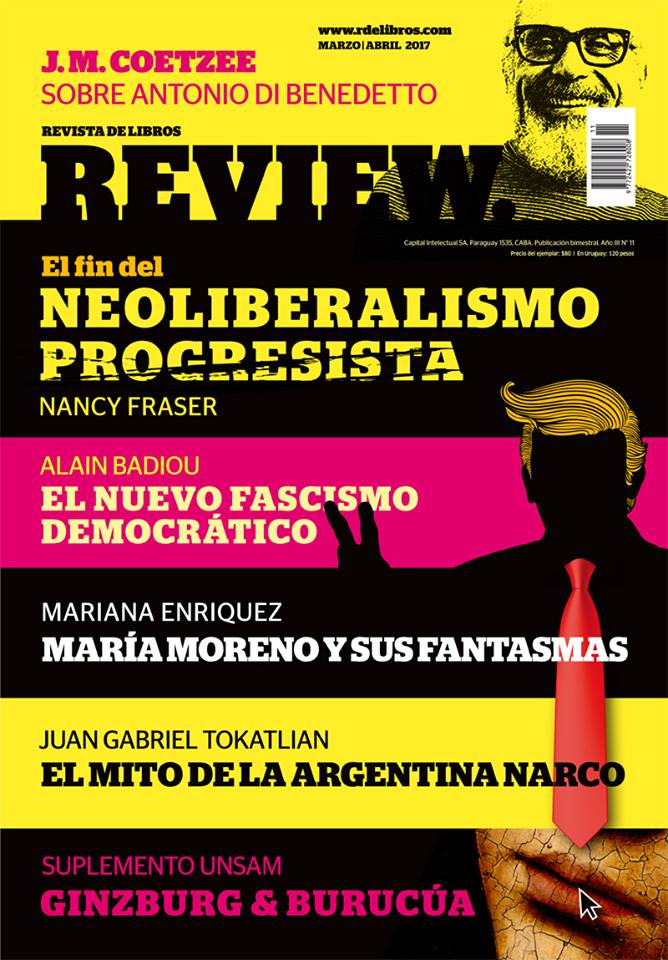 www.rdelibros.com
MARZO|ABRIL 2017
J. M. COETZEE
SOBRE ANTONIO DI BENEDETTO
REVISTA DE LIBROS
REVIEW.
11
9772422728008
Capital Intelectual SA. Paraguay 1535, CABA. Publicación bimestral. Año III N° 11
Precio del ejemplar: $80 | En Uruguay: 120 pesos
El fin del
NEOLIBERALISMO
PROGRESISTA
NANCY FRASER
ALAIN BADIOU
EL NUEVO FASCISMO
DEMOCRÁTICO
MARIANA ENRIQUEZ
MARÍA MORENO Y SUS FANTASMAS
JUAN GABRIEL TOKATLIAN
EL MITO DE LA ARGENTINA NARCO
SUPLEMENTO UNSAM
GINZBURG & BURUCÚA